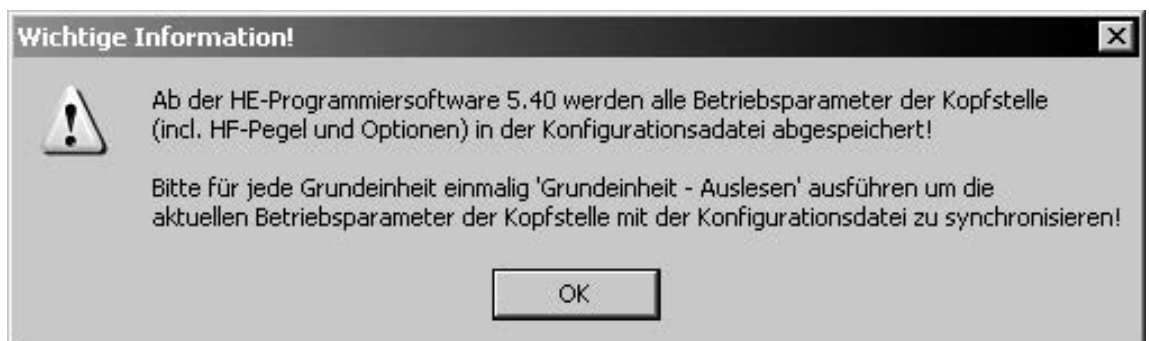 Wichtige Information!
Ab der HE-Programmiersoftware 5.40 werden alle Betriebsparameter der Kopfstelle
(incl. HF-Pegel und Optionen) in der Konfigurationsadatei abgespeichert!
Bitte für jede Grundeinheit einmalig 'Grundeinheit - Auslesen' ausführen um die
aktuellen Betriebsparameter der Kopfstelle mit der Konfigurationsdatei zu synchronisieren!
OK